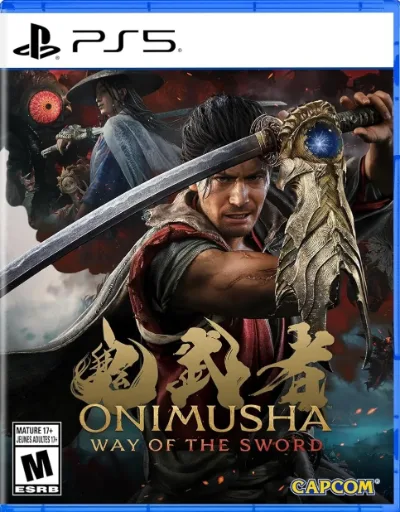 PS5
鬼武者
ONIMUSHA
WAY OF THE SWORD
MATURE 17+
JEUNES ADULTES 17+
M
ESRB
CAPCOM